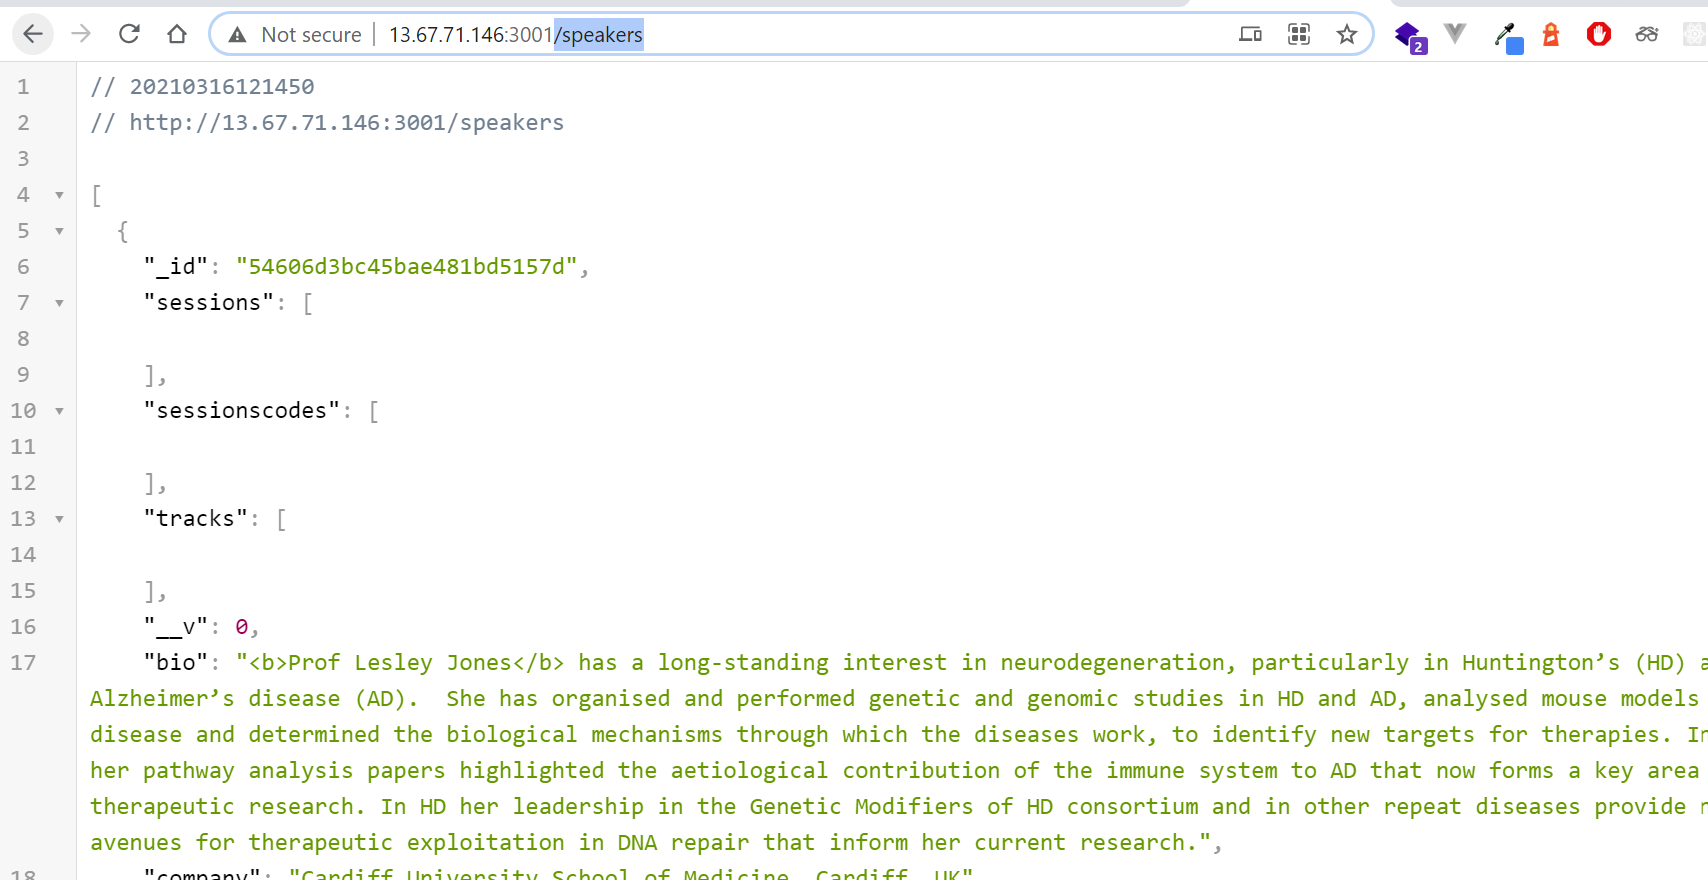 Not secure | 13.67.71.146:3001/speakers
2
1 // 20210316121450
2 // http://13.67.71.146:3001/speakers
3
4 [
5 {
6 "_id": "54606d3bc45bae481bd5157d",
7 "sessions": [
8
9 ],
10 "sessionscodes": [
11
12 ],
13 "tracks": [
14
15 ],
16 "__v": 0,
17 "bio": "<b>Prof Lesley Jones</b> has a long-standing interest in neurodegeneration, particularly in Huntington’s (HD)
Alzheimer’s disease (AD).  She has organised and performed genetic and genomic studies in HD and AD, analysed mouse models
disease and determined the biological mechanisms through which the diseases work, to identify new targets for therapies.
her pathway analysis papers highlighted the aetiological contribution of the immune system to AD that now forms a key area
therapeutic research. In HD her leadership in the Genetic Modifiers of HD consortium and in other repeat diseases provide
avenues for therapeutic exploitation in DNA repair that inform her current research.",
18 "company": "Cardiff University School of Medicine, Cardiff, UK"